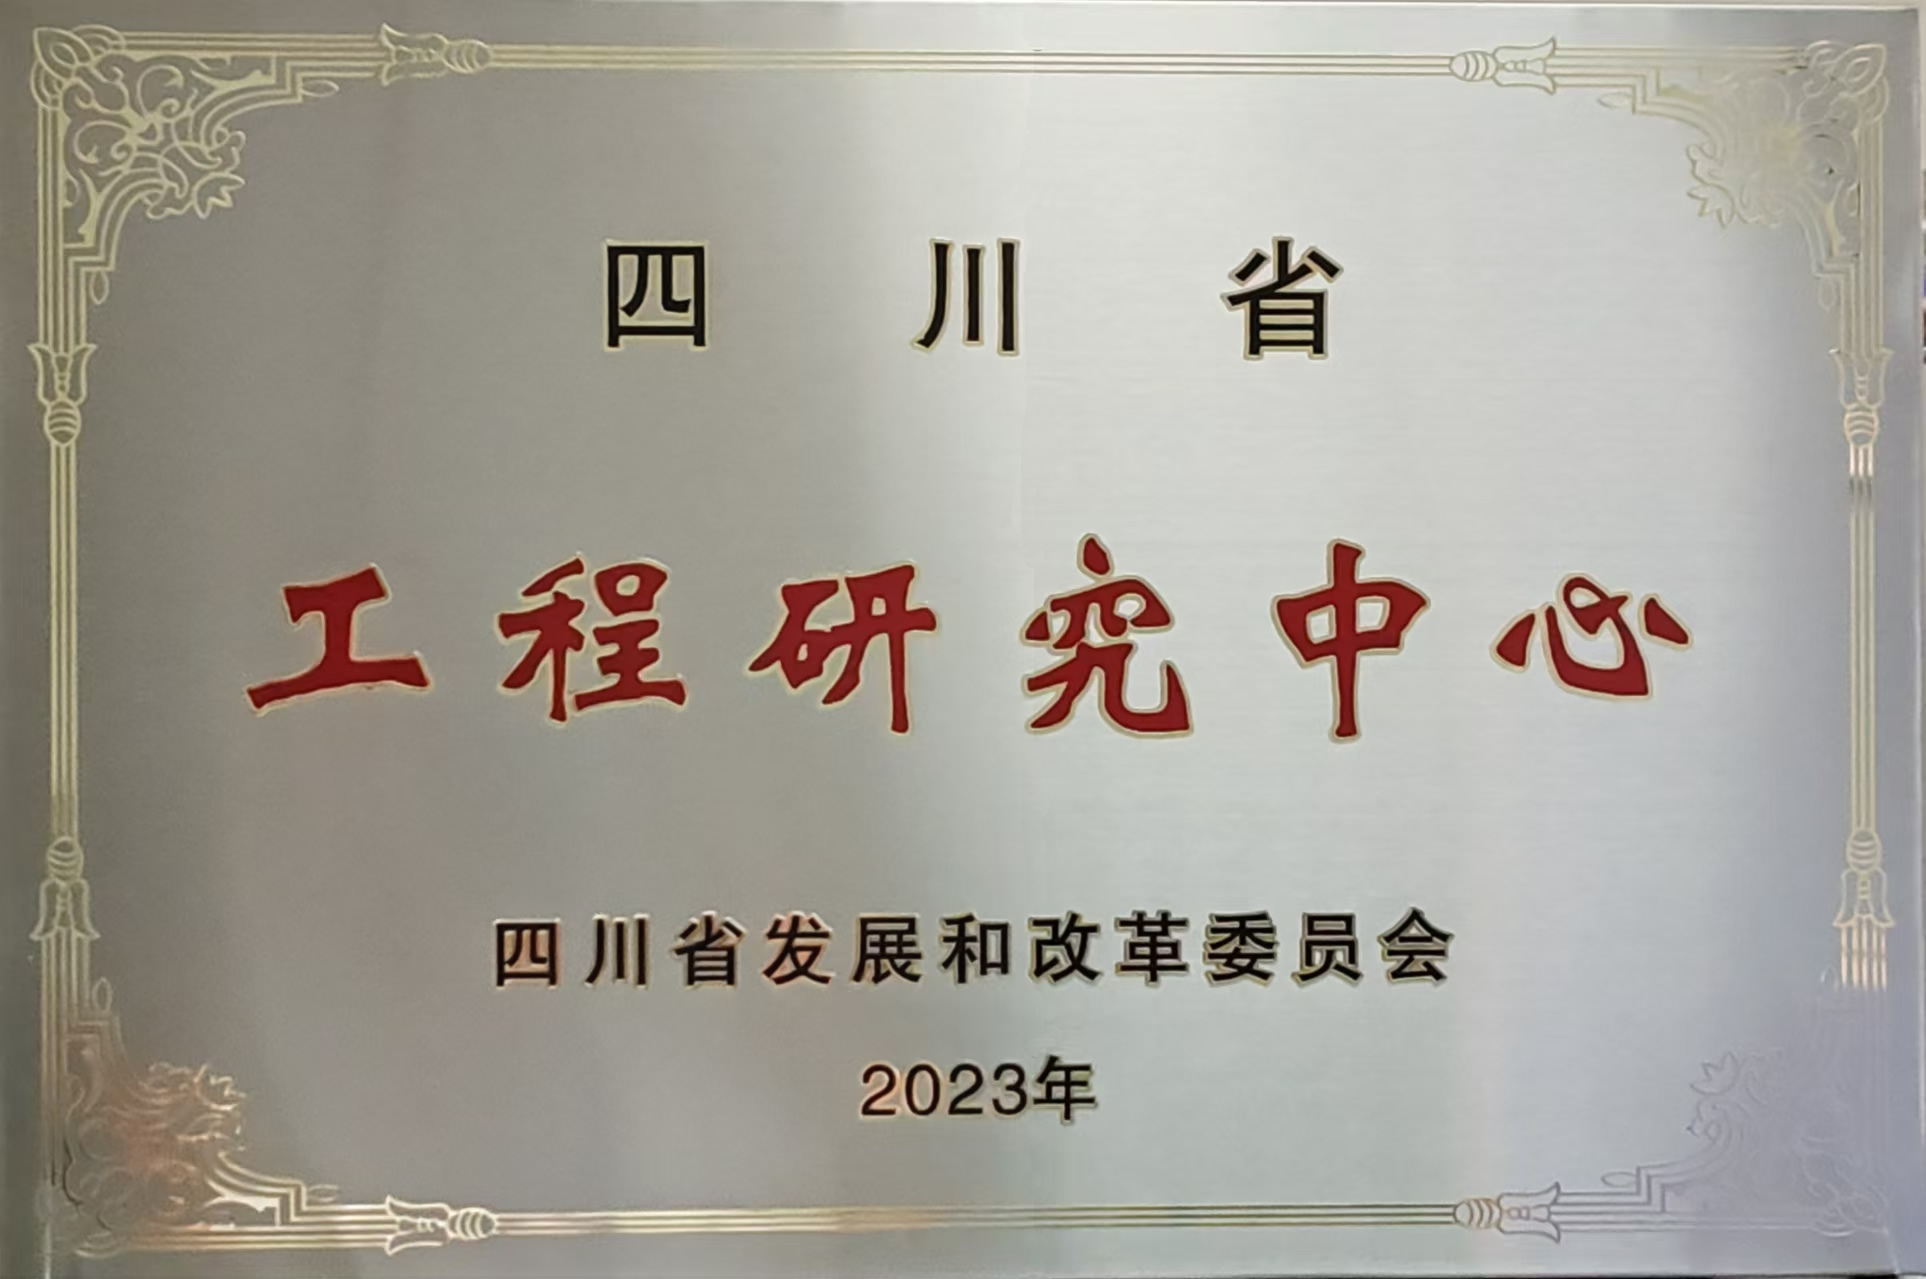 四川省
工程研究中心
四川省发展和改革委员会
2023年